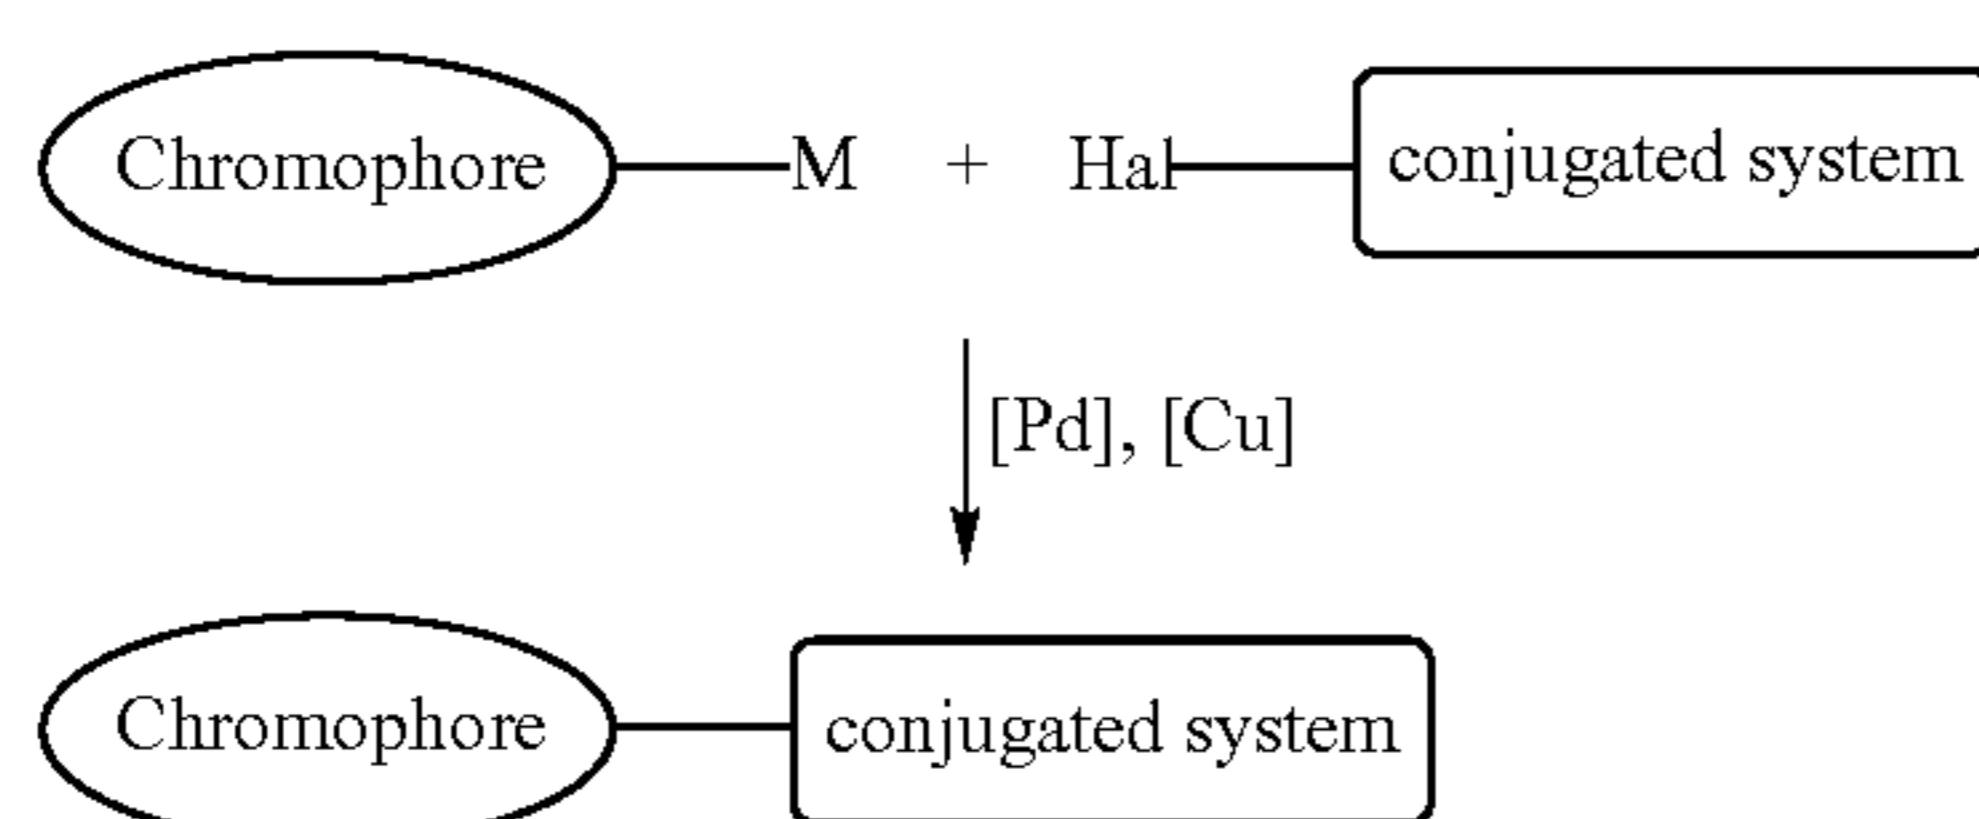 Chromophore M + Hal conjugated system
[Pd], [Cu]
Chromophore conjugated system